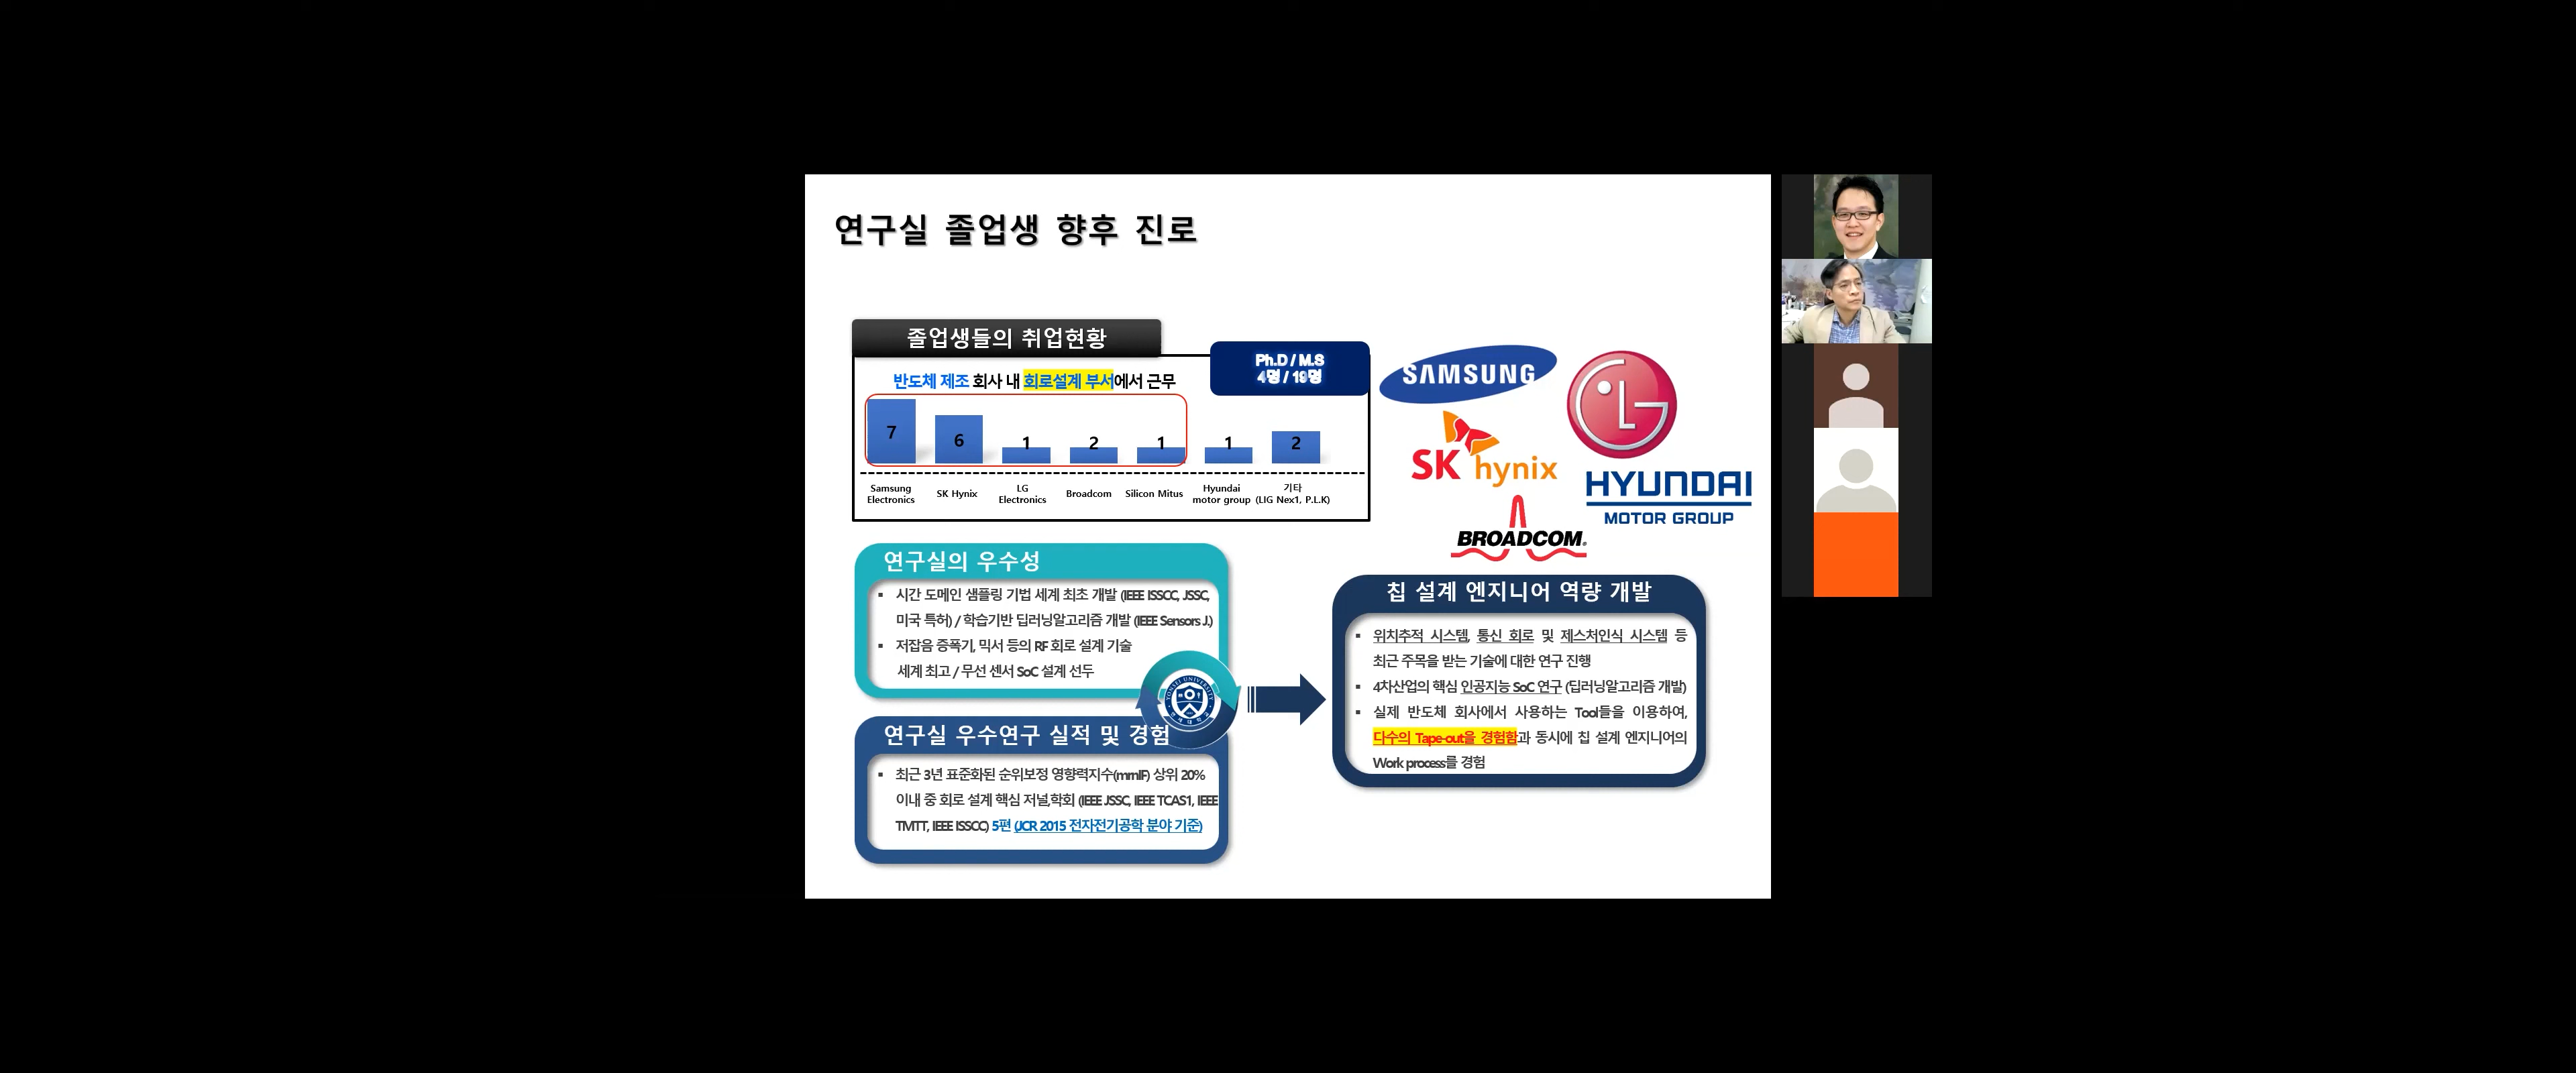 연구실 졸업생 향후 진로
졸업생들의 취업현황
Ph.D / M.S
4명 / 19명
반도체 제조 회사 내 회로설계 부서에서 근무
7
6
1
2
1
1
2
Samsung
Electronics
SK Hynix
LG
Electronics
Broadcom
Silicon Mitus
Hyundai
motor group
기타
(LIG Nex1, P.L.K)
SAMSUNG
LG
SK hynix
HYUNDAI
MOTOR GROUP
BROADCOM.
연구실의 우수성
▪ 시간 도메인 샘플링 기법 세계 최초 개발 (IEEE ISSCC, JSSC,
미국 특허) / 학습기반 딥러닝알고리즘 개발 (IEEE Sensors J.)
▪ 저잡음 증폭기, 믹서 등의 RF 회로 설계 기술
세계 최고 / 무선 센서 SoC 설계 선두
연구실 우수연구 실적 및 경험
▪ 최근 3년 표준화된 순위보정 영향력지수(mrnIF) 상위 20%
이내 중 회로 설계 핵심 저널,학회 (IEEE JSSC, IEEE TCAS1, IEEE
TMTT, IEEE ISSCC) 5편 (JCR 2015 전자전기공학 분야 기준)
칩 설계 엔지니어 역량 개발
▪ 위치추적 시스템, 통신 회로 및 제스처인식 시스템 등
최근 주목을 받는 기술에 대한 연구 진행
▪ 4차산업의 핵심 인공지능 SoC 연구 (딥러닝알고리즘 개발)
▪ 실제 반도체 회사에서 사용하는 Tool들을 이용하여,
다수의 Tape-out을 경험함과 동시에 칩 설계 엔지니어의
Work process를 경험